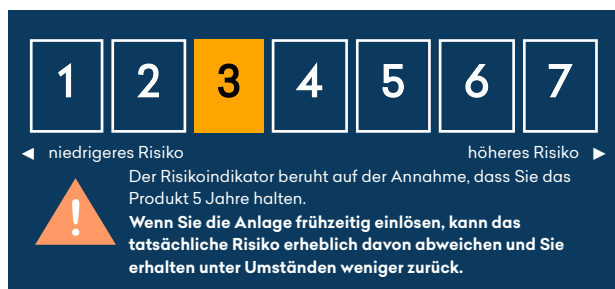 1 2 3 4 5 6 7
◄ niedrigeres Risiko höheres Risiko ►
Der Risikoindikator beruht auf der Annahme, dass Sie das
Produkt 5 Jahre halten.
! Wenn Sie die Anlage frühzeitig einlösen, kann das
tatsächliche Risiko erheblich davon abweichen und Sie
erhalten unter Umständen weniger zurück.